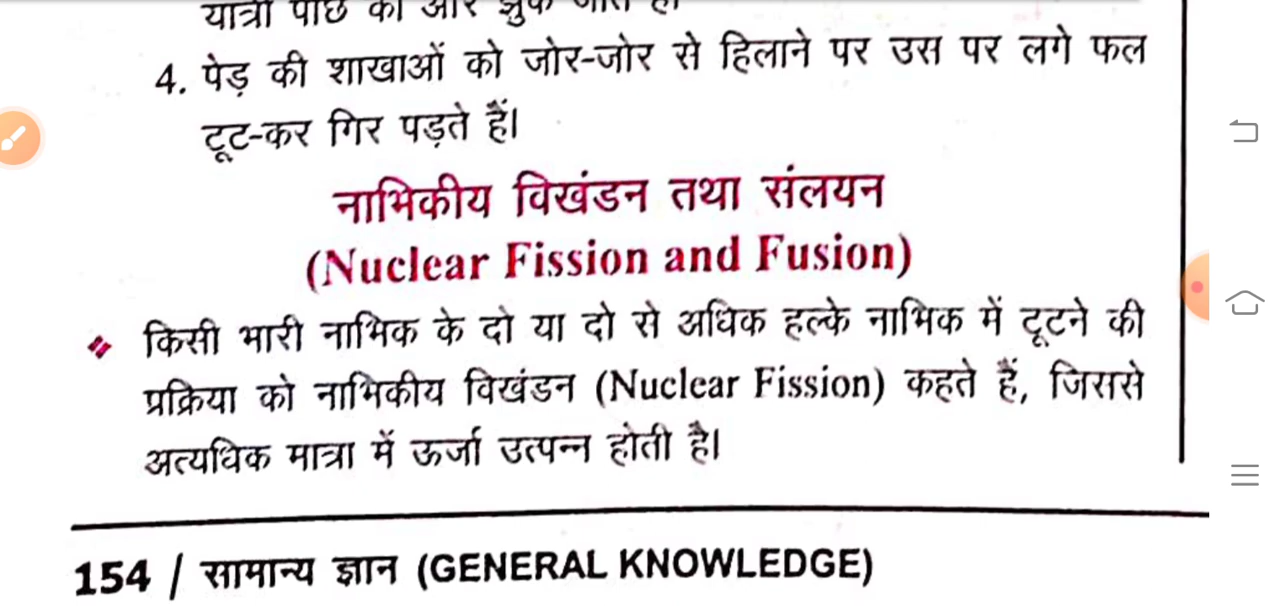 यात्री पीछे की ओर झुक जाते हैं।
4. पेड़ की शाखाओं को जोर-जोर से हिलाने पर उस पर लगे फल
टूट-कर गिर पड़ते हैं।
नाभिकीय विखंडन तथा संलयन
(Nuclear Fission and Fusion)
किसी भारी नाभिक के दो या दो से अधिक हल्के नाभिक में टूटने की
प्रक्रिया को नाभिकीय विखंडन (Nuclear Fission) कहते हैं, जिससे
अत्यधिक मात्रा में ऊर्जा उत्पन्न होती है।
154 / सामान्य ज्ञान (GENERAL KNOWLEDGE)